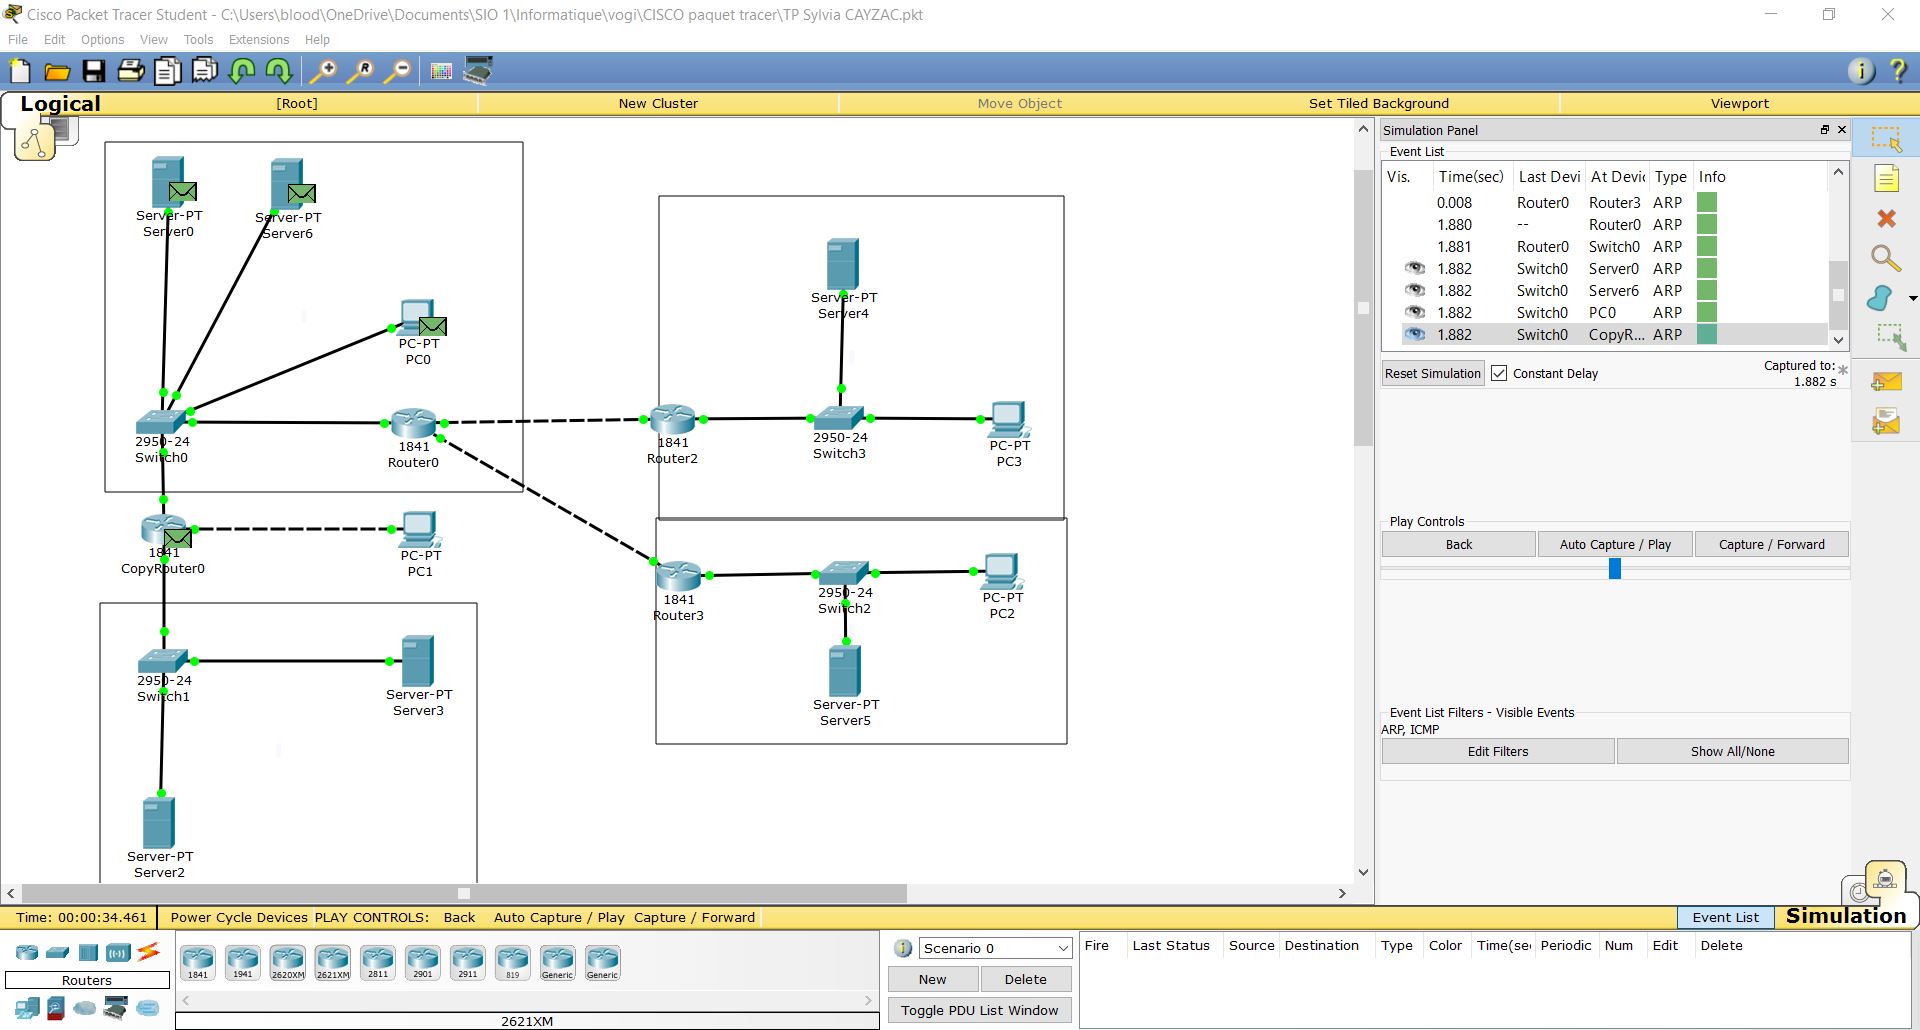 Cisco Packet Tracer Student - C:\Users\blood\OneDrive\Documents\SIO 1\Informatique\vogi\CISCO paquet tracer\TP Sylvia CAYZAC.pkt
File Edit Options View Tools Extensions Help
Logical [Root] New Cluster Move Object Set Tiled Background Viewport
Server-PT
Server0
Server-PT
Server6
PC-PT
PC0
2950-24
Switch0
1841
Router0
1841
CopyRouter0
PC-PT
PC1
2950-24
Switch1
Server-PT
Server3
Server-PT
Server2
Server-PT
Server4
1841
Router2
2950-24
Switch3
PC-PT
PC3
1841
Router3
2950-24
Switch2
PC-PT
PC2
Server-PT
Server5
Simulation Panel
Event List
Vis. Time(sec) Last Devi At Devic Type Info
0.008 Router0 Router3 ARP
1.880 -- Router0 ARP
1.881 Router0 Switch0 ARP
1.882 Switch0 Server0 ARP
1.882 Switch0 Server6 ARP
1.882 Switch0 PC0 ARP
1.882 Switch0 CopyR... ARP
Reset Simulation Constant Delay Captured to: *
1.882 s
Play Controls
Back Auto Capture / Play Capture / Forward
Event List Filters - Visible Events
ARP, ICMP
Edit Filters Show All/None
Time: 00:00:34.461 Power Cycle Devices PLAY CONTROLS: Back Auto Capture / Play Capture / Forward Event List Simulation
Routers
1841 1941 2620XM 2621XM 2811 2901 2911 819 Generic Generic
2621XM
Scenario 0
New Delete
Toggle PDU List Window
Fire Last Status Source Destination Type Color Time(sec Periodic Num Edit Delete